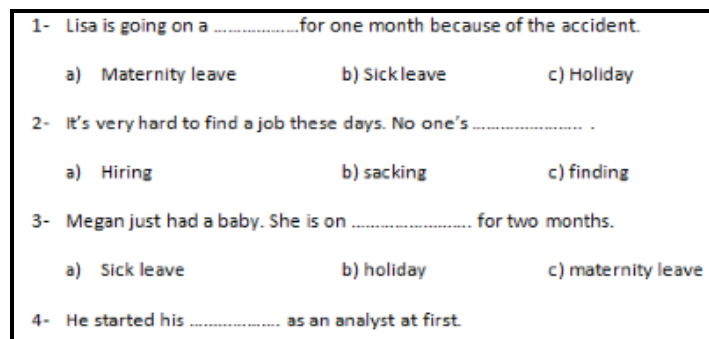 1- Lisa is going on a ....................for one month because of the accident.
a) Maternity leave b) Sick leave c) Holiday
2- It's very hard to find a job these days. No one's ......................... .
a) Hiring b) sacking c) finding
3- Megan just had a baby. She is on ........................... for two months.
a) Sick leave b) holiday c) maternity leave
4- He started his ..................... as an analyst at first.